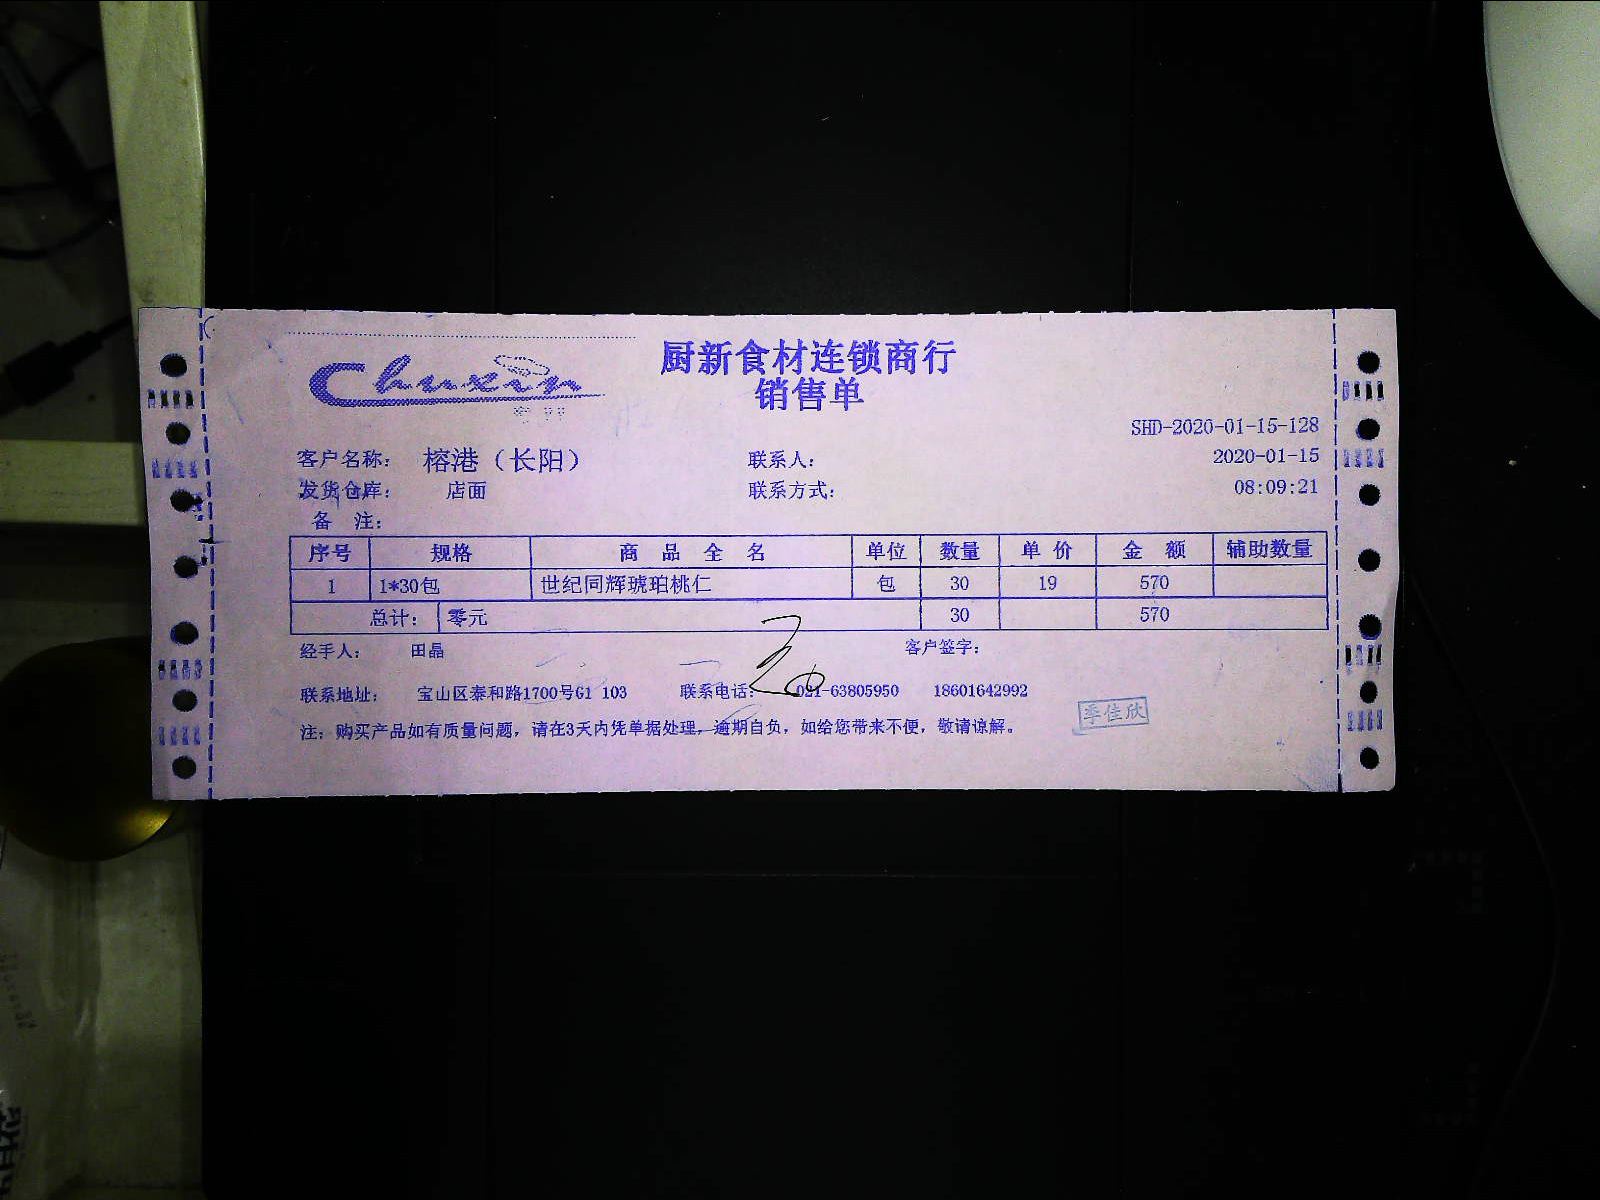 Chuxin
厨新食材连锁商行
销售单
SHD-2020-01-15-128
客户名称： 榕港（长阳） 联系人： 2020-01-15
发货仓库： 店面 联系方式： 08:09:21
备 注：
序号 规格 商 品 全 名 单位 数量 单 价 金 额 辅助数量
1 1*30包 世纪同辉琥珀桃仁 包 30 19 570
总计： 零元 30 570
经手人： 田晶 客户签字：
联系地址： 宝山区泰和路1700号G1 103 联系电话： 021-63805950 18601642992
季佳欣
注：购买产品如有质量问题，请在3天内凭单据处理，逾期自负，如给您带来不便，敬请谅解。